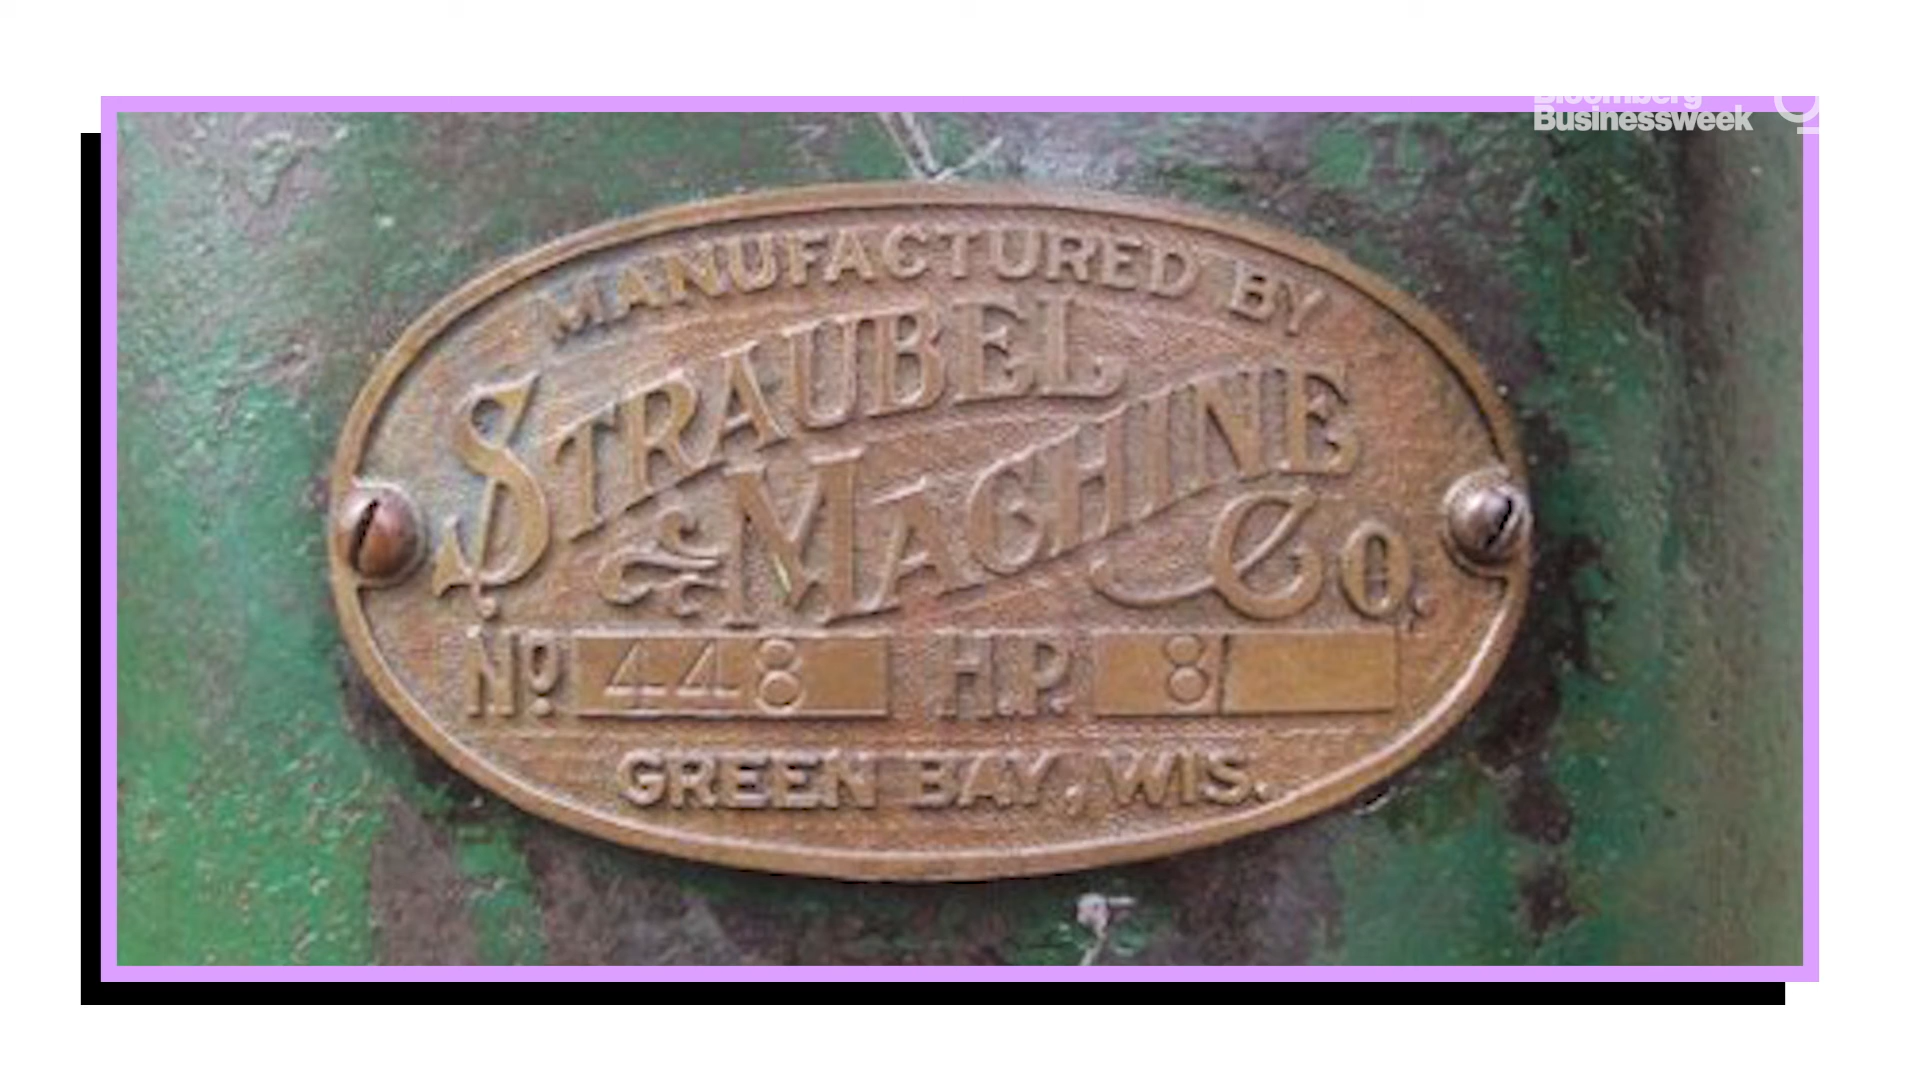 Bloomberg
Businessweek
MANUFACTURED BY
STRAUBEL
MACHINE
Co.
No 448 H.P. 8
GREEN BAY, WIS.